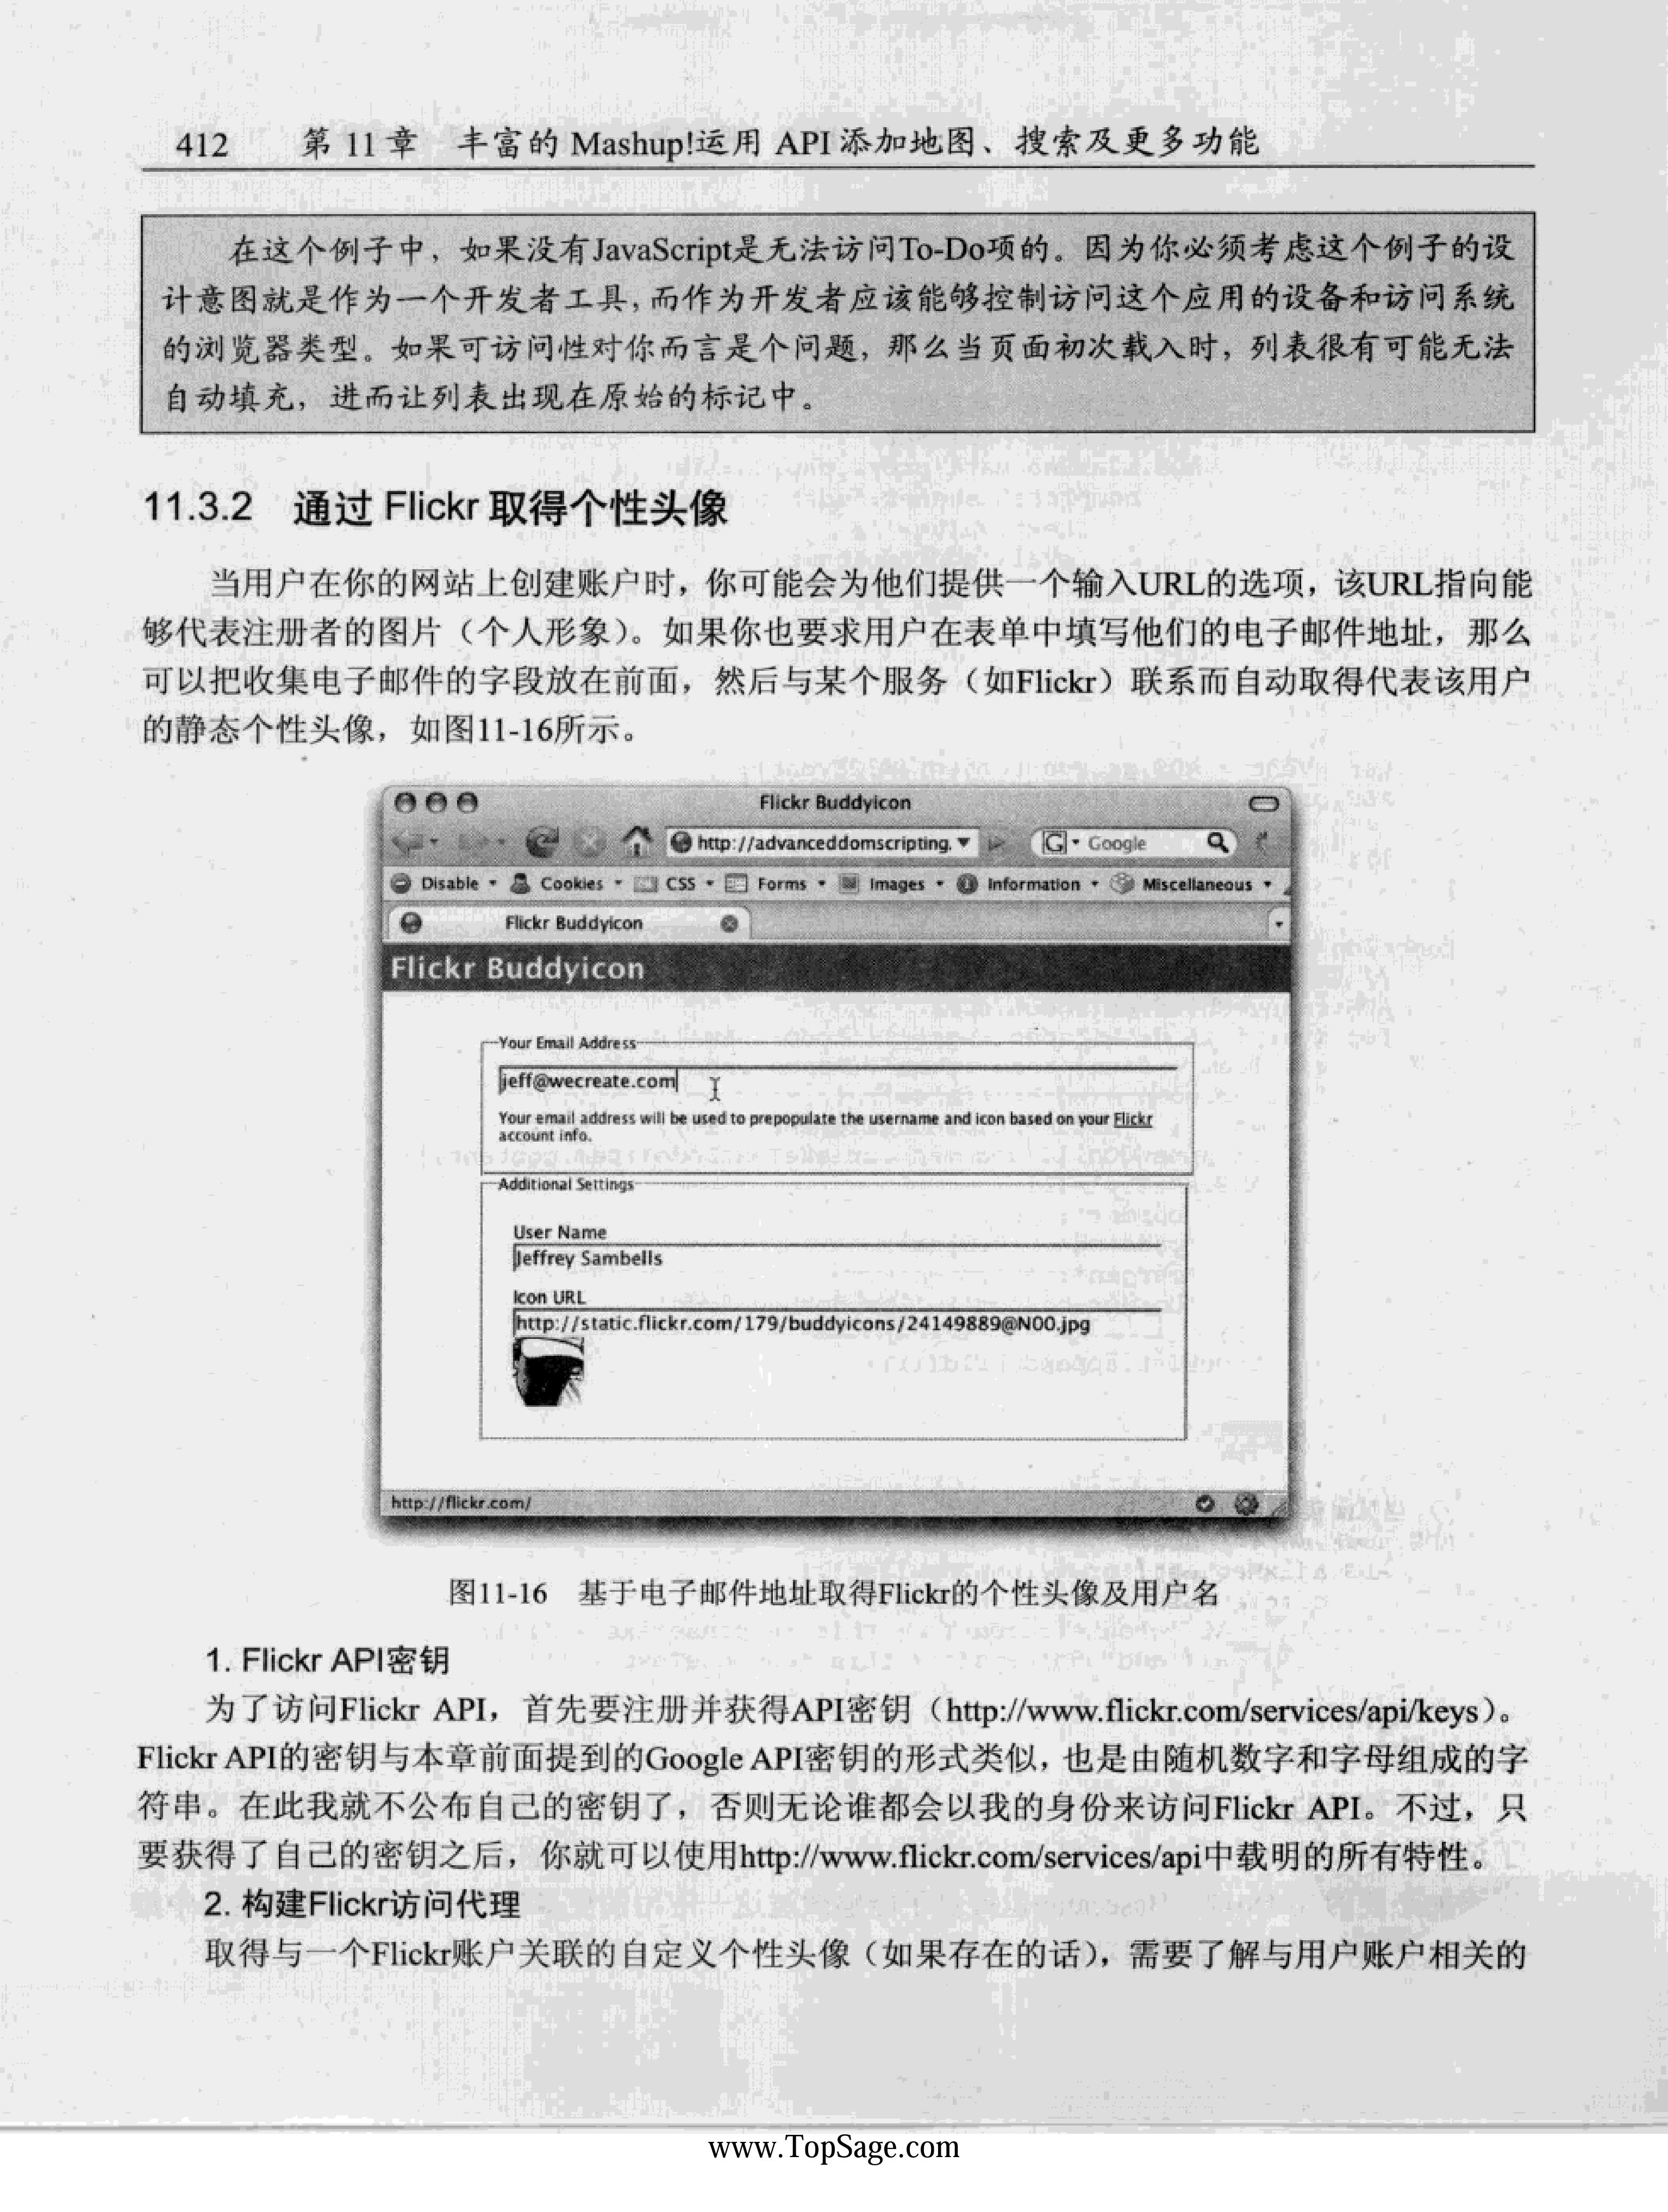 412 第 11 章 丰富的 Mashup!运用 API 添加地图、搜索及更多功能
在这个例子中，如果没有JavaScript是无法访问To-Do项的。因为你必须考虑这个例子的设
计意图就是作为一个开发者工具，而作为开发者应该能够控制访问这个应用的设备和访问系统
的浏览器类型。如果可访问性对你而言是个问题，那么当页面初次载入时，列表很有可能无法
自动填充，进而让列表出现在原始的标记中。
11.3.2 通过 Flickr 取得个性头像
当用户在你的网站上创建账户时，你可能会为他们提供一个输入URL的选项，该URL指向能
够代表注册者的图片（个人形象）。如果你也要求用户在表单中填写他们的电子邮件地址，那么
可以把收集电子邮件的字段放在前面，然后与某个服务（如Flickr）联系而自动取得代表该用户
的静态个性头像，如图11-16所示。
Flickr Buddyicon
http://advanceddomscripting. G Google
Disable Cookies CSS Forms Images Information Miscellaneous
Flickr Buddyicon
Flickr Buddyicon
Your Email Address
jeff@wecreate.com
Your email address will be used to prepopulate the username and icon based on your Flickr
account info.
Additional Settings
User Name
Jeffrey Sambells
Icon URL
http://static.flickr.com/179/buddyicons/24149889@N00.jpg
http://flickr.com/
图11-16 基于电子邮件地址取得Flickr的个性头像及用户名
1. Flickr API密钥
为了访问Flickr API，首先要注册并获得API密钥（http://www.flickr.com/services/api/keys）。
Flickr API的密钥与本章前面提到的Google API密钥的形式类似，也是由随机数字和字母组成的字
符串。在此我就不公布自己的密钥了，否则无论谁都会以我的身份来访问Flickr API。不过，只
要获得了自己的密钥之后，你就可以使用http://www.flickr.com/services/api中载明的所有特性。
2. 构建Flickr访问代理
取得与一个Flickr账户关联的自定义个性头像（如果存在的话），需要了解与用户账户相关的
www.TopSage.com